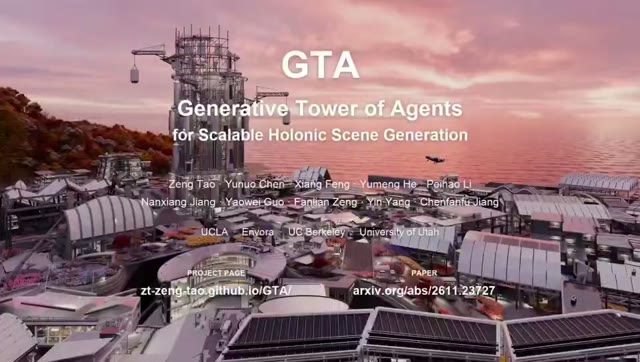 GTA
Generative Tower of Agents
for Scalable Holonic Scene Generation
Zeng Tao · Yunuo Chen · Xiang Feng · Yumeng He · Peihao Li
Nanxiang Jiang · Yaowei Guo · Fanlian Zeng · Yin Yang · Chenfanfu Jiang
UCLA Envora UC Berkeley University of Utah
PROJECT PAGE PAPER
zt-zeng-tao.github.io/GTA/ arxiv.org/abs/2611.23727